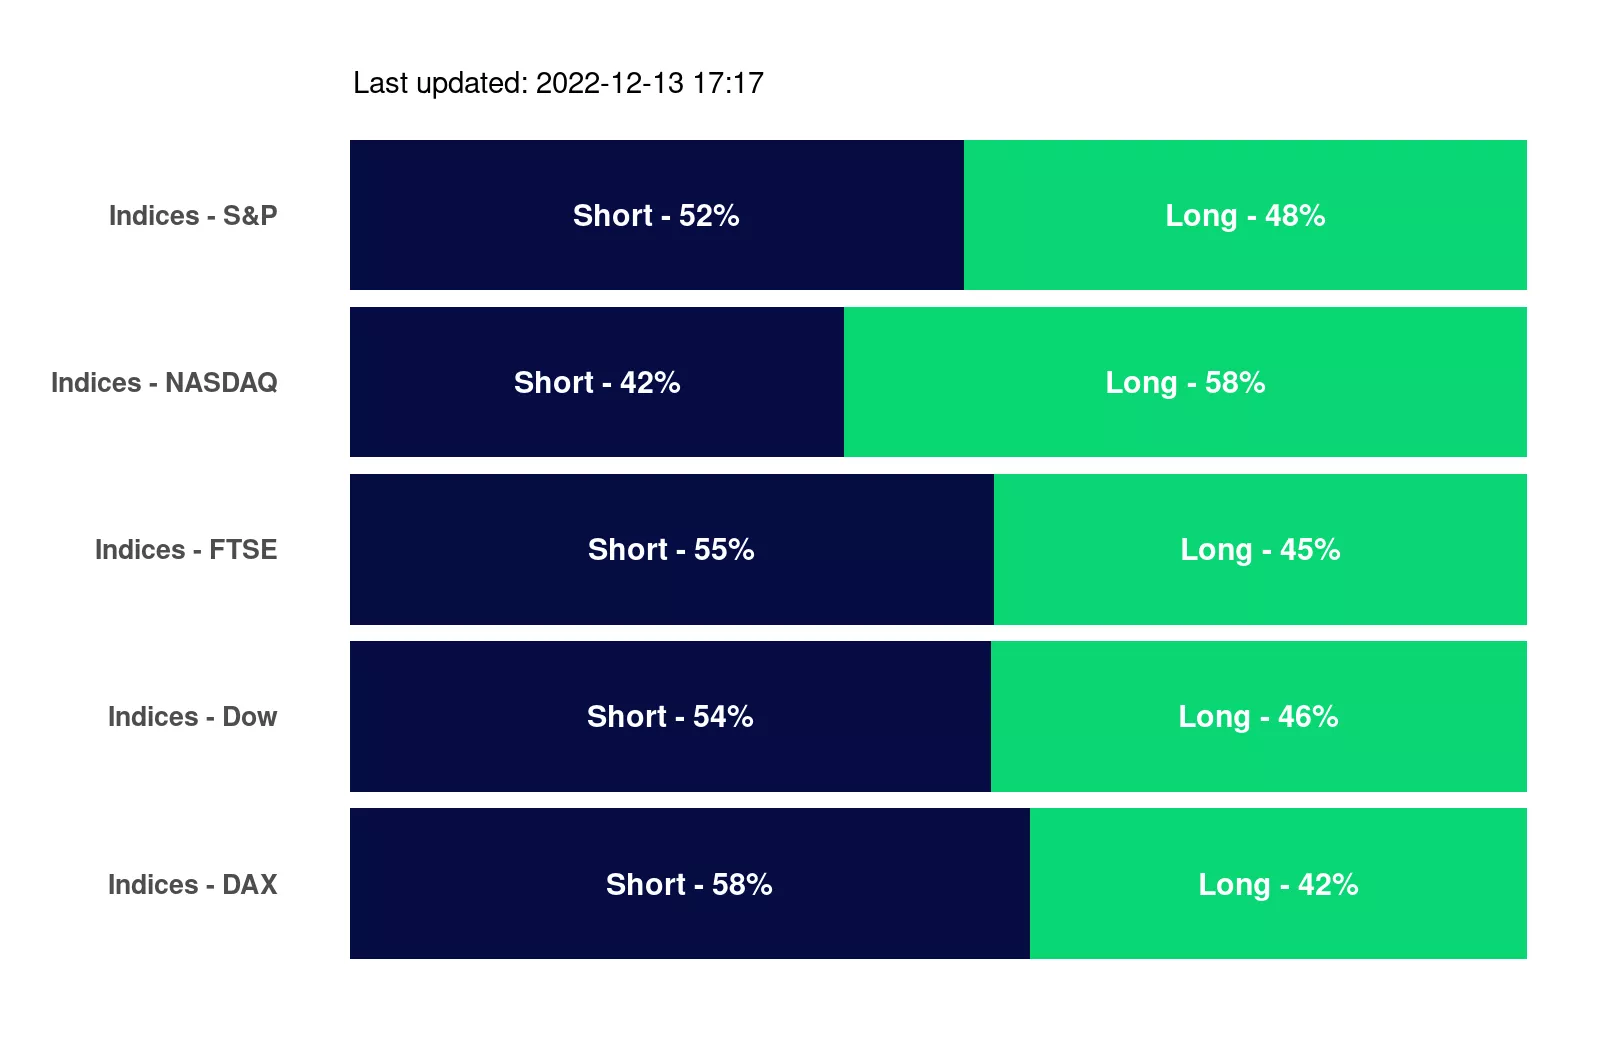 Last updated: 2022-12-13 17:17
Indices - S&P Short - 52% Long - 48%
Indices - NASDAQ Short - 42% Long - 58%
Indices - FTSE Short - 55% Long - 45%
Indices - Dow Short - 54% Long - 46%
Indices - DAX Short - 58% Long - 42%